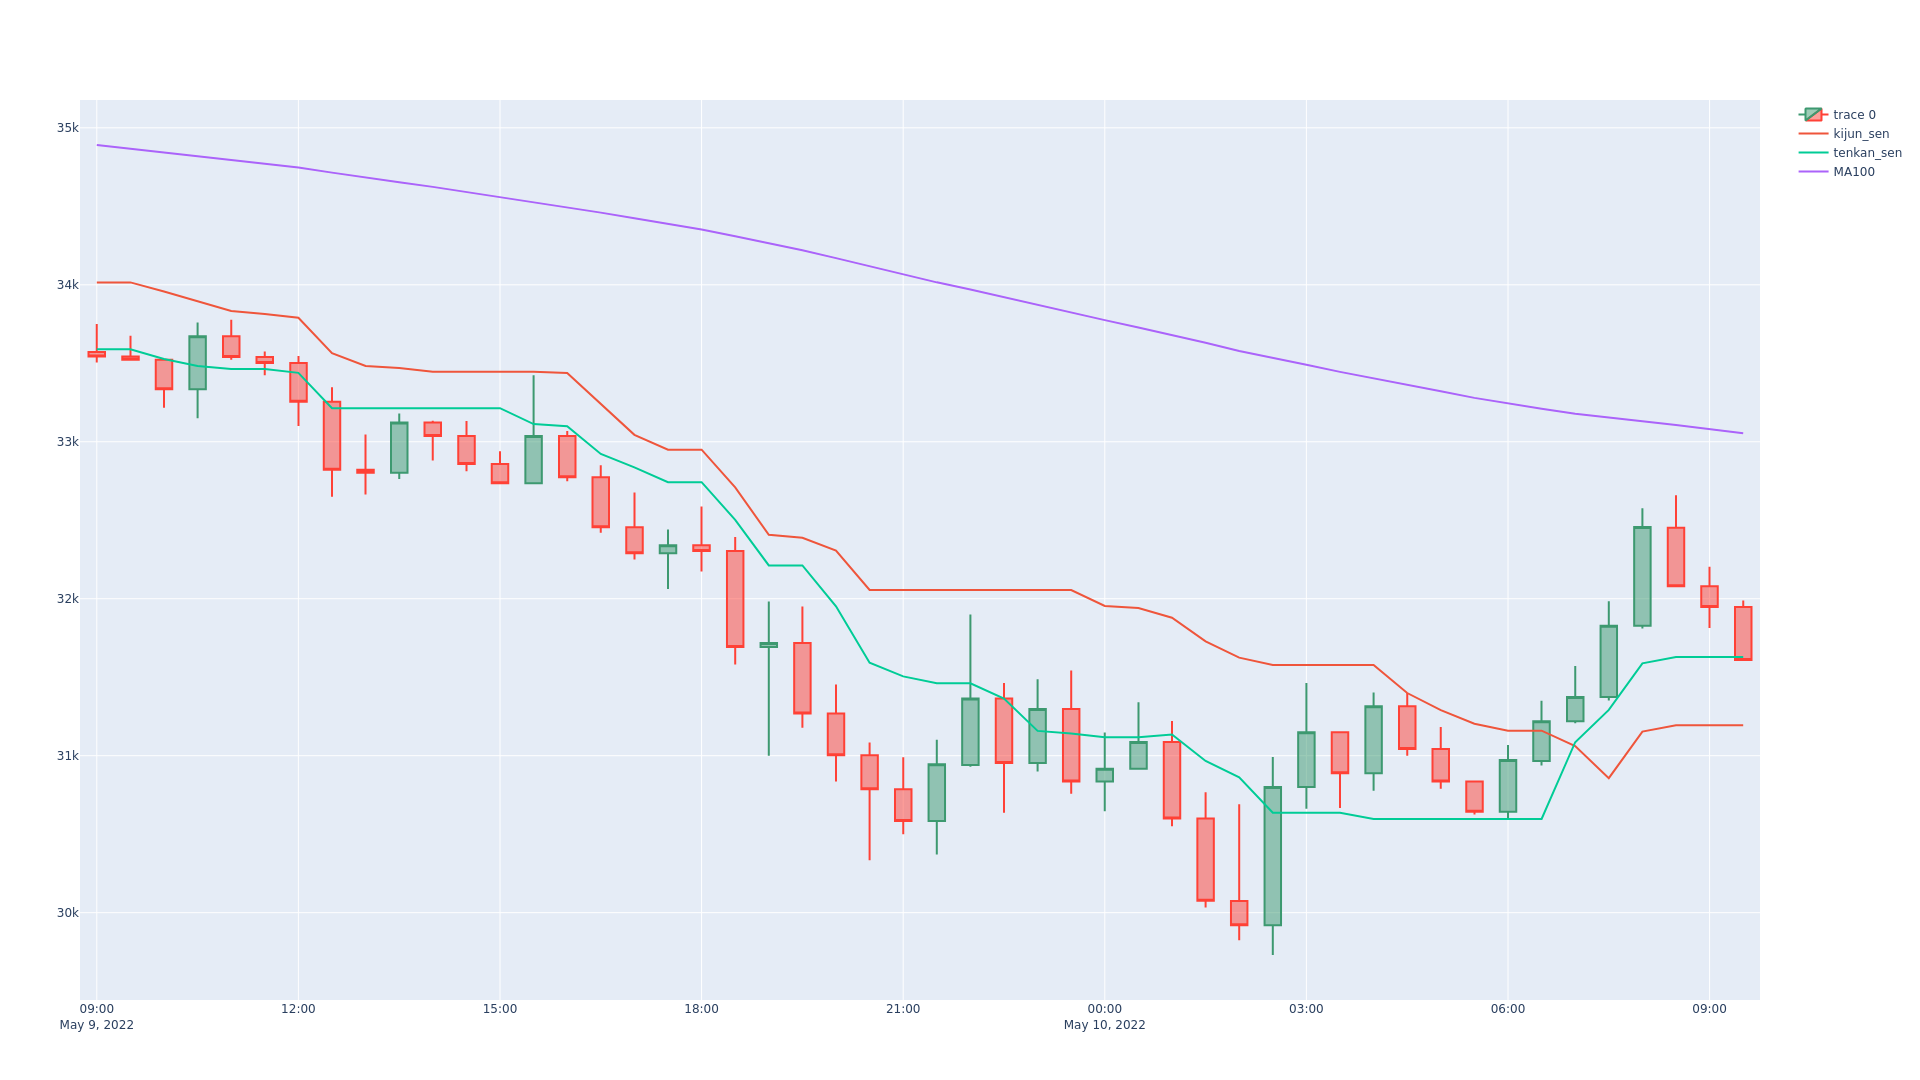 35k
34k
33k
32k
31k
30k
09:00
May 9, 2022
12:00
15:00
18:00
21:00
00:00
May 10, 2022
03:00
06:00
09:00
trace 0
kijun_sen
tenkan_sen
MA100